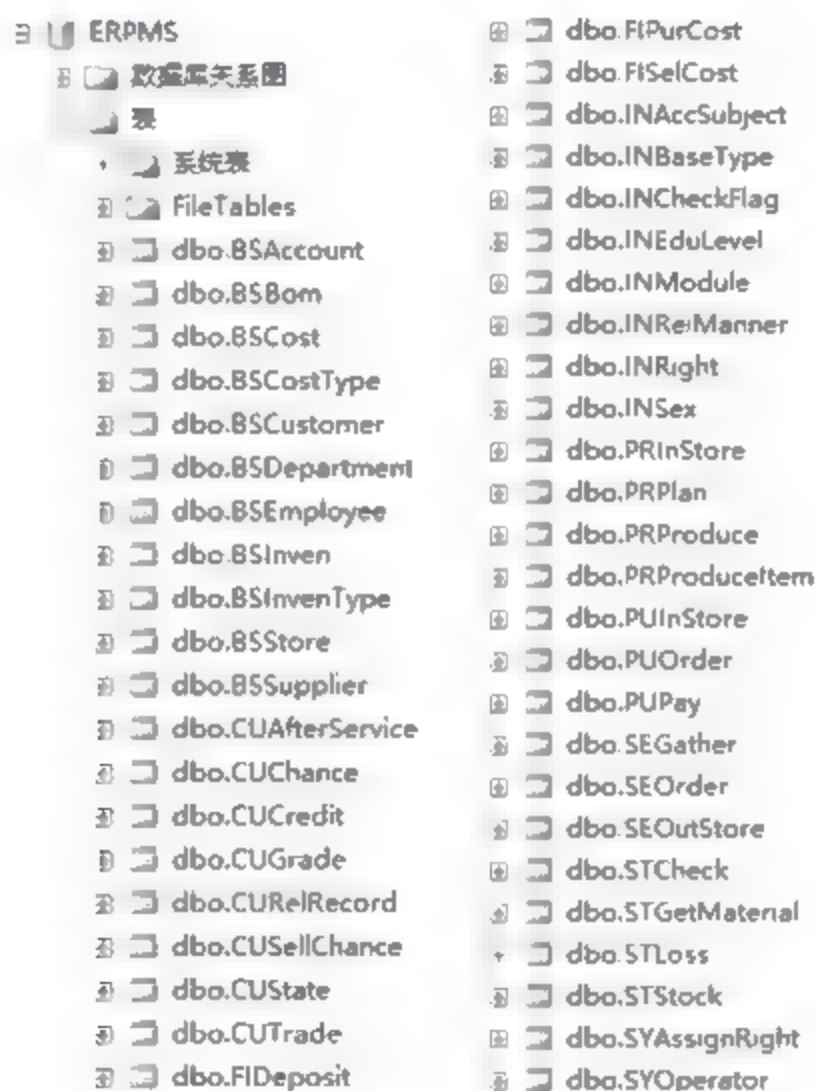 ERPMS
数据库关系图
表
系统表
FileTables
dbo.BSAccount
dbo.BSBom
dbo.BSCost
dbo.BSCostType
dbo.BSCustomer
dbo.BSDepartment
dbo.BSEmployee
dbo.BSInven
dbo.BSInvenType
dbo.BSStore
dbo.BSSupplier
dbo.CUAfterService
dbo.CUChance
dbo.CUCredit
dbo.CUGrade
dbo.CURelRecord
dbo.CUSellChance
dbo.CUState
dbo.CUTrade
dbo.FIDeposit
dbo.FIPurCost
dbo.FISelCost
dbo.INAccSubject
dbo.INBaseType
dbo.INCheckFlag
dbo.INEduLevel
dbo.INModule
dbo.INRelManner
dbo.INRight
dbo.INSex
dbo.PRInStore
dbo.PRPlan
dbo.PRProduce
dbo.PRProduceItem
dbo.PUInStore
dbo.PUOrder
dbo.PUPay
dbo.SEGather
dbo.SEOrder
dbo.SEOutStore
dbo.STCheck
dbo.STGetMaterial
dbo.STLoss
dbo.STStock
dbo.SYAssignRight
dbo.SYOperator